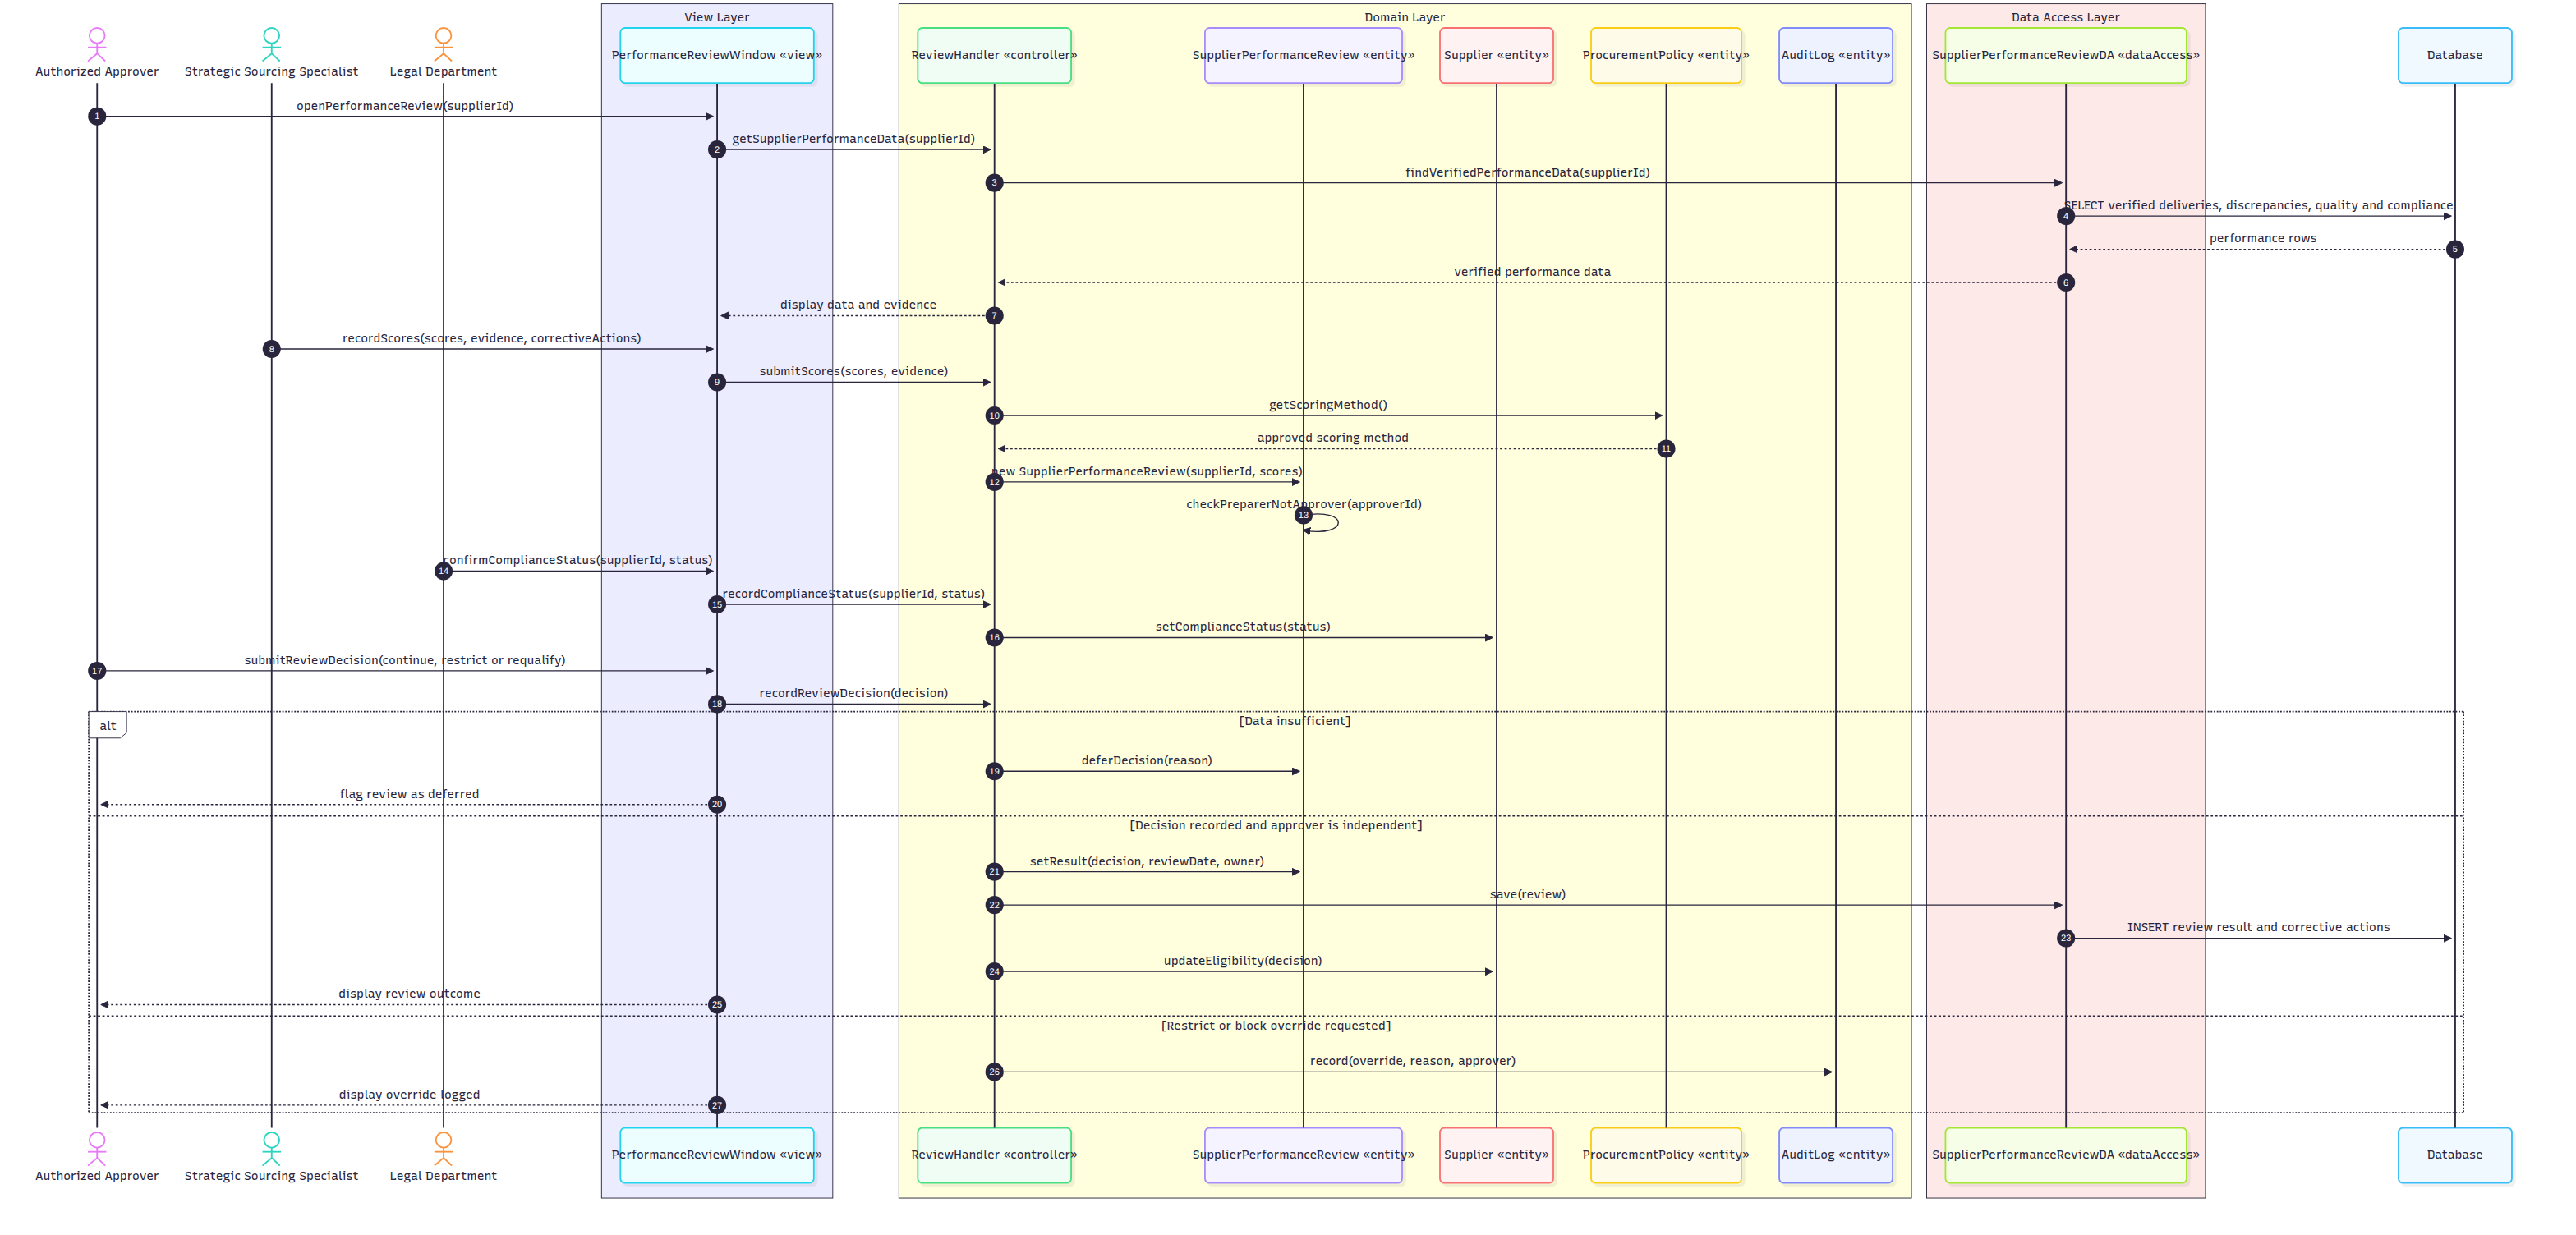 View Layer
Domain Layer
Data Access Layer
Authorized Approver
Strategic Sourcing Specialist
Legal Department
PerformanceReviewWindow «view»
ReviewHandler «controller»
SupplierPerformanceReview «entity»
Supplier «entity»
ProcurementPolicy «entity»
AuditLog «entity»
SupplierPerformanceReviewDA «dataAccess»
Database
openPerformanceReview(supplierId)
1
getSupplierPerformanceData(supplierId)
2
findVerifiedPerformanceData(supplierId)
3
SELECT verified deliveries, discrepancies, quality and compliance
4
performance rows
5
verified performance data
6
display data and evidence
7
recordScores(scores, evidence, correctiveActions)
8
submitScores(scores, evidence)
9
getScoringMethod()
10
approved scoring method
11
new SupplierPerformanceReview(supplierId, scores)
12
checkPreparerNotApprover(approverId)
13
confirmComplianceStatus(supplierId, status)
14
recordComplianceStatus(supplierId, status)
15
setComplianceStatus(status)
16
submitReviewDecision(continue, restrict or requalify)
17
recordReviewDecision(decision)
18
alt
[Data insufficient]
deferDecision(reason)
19
flag review as deferred
20
[Decision recorded and approver is independent]
setResult(decision, reviewDate, owner)
21
save(review)
22
INSERT review result and corrective actions
23
updateEligibility(decision)
24
display review outcome
25
[Restrict or block override requested]
record(override, reason, approver)
26
display override logged
27
Authorized Approver
Strategic Sourcing Specialist
Legal Department
PerformanceReviewWindow «view»
ReviewHandler «controller»
SupplierPerformanceReview «entity»
Supplier «entity»
ProcurementPolicy «entity»
AuditLog «entity»
SupplierPerformanceReviewDA «dataAccess»
Database